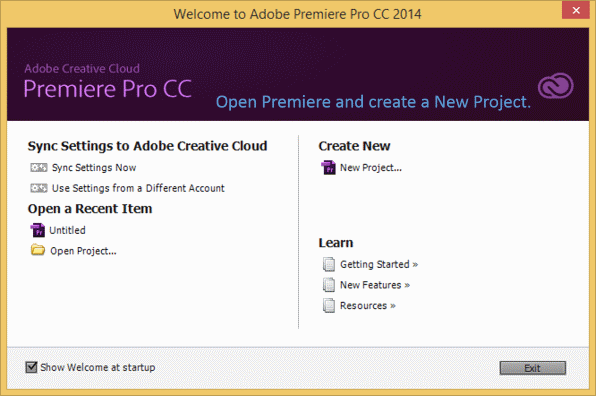 Welcome to Adobe Premiere Pro CC 2014
Adobe Creative Cloud
Premiere Pro CC
Open Premiere and create a New Project.
Sync Settings to Adobe Creative Cloud
Sync Settings Now
Use Settings from a Different Account
Open a Recent Item
Pr Untitled
Open Project...
Create New
Pr New Project...
Learn
Getting Started »
New Features »
Resources »
Show Welcome at startup
Exit